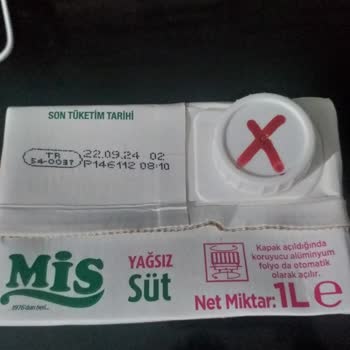 SON TÜKETİM TARİHİ
TR
54-0037
22.09.24 02
P146112 08:10
X
MİS
1976'dan beri...
YAĞSIZ
Süt
Kapak açıldığında
koruyucu alüminyum
folyo da otomatik
olarak açılır.
Net Miktar: 1L e